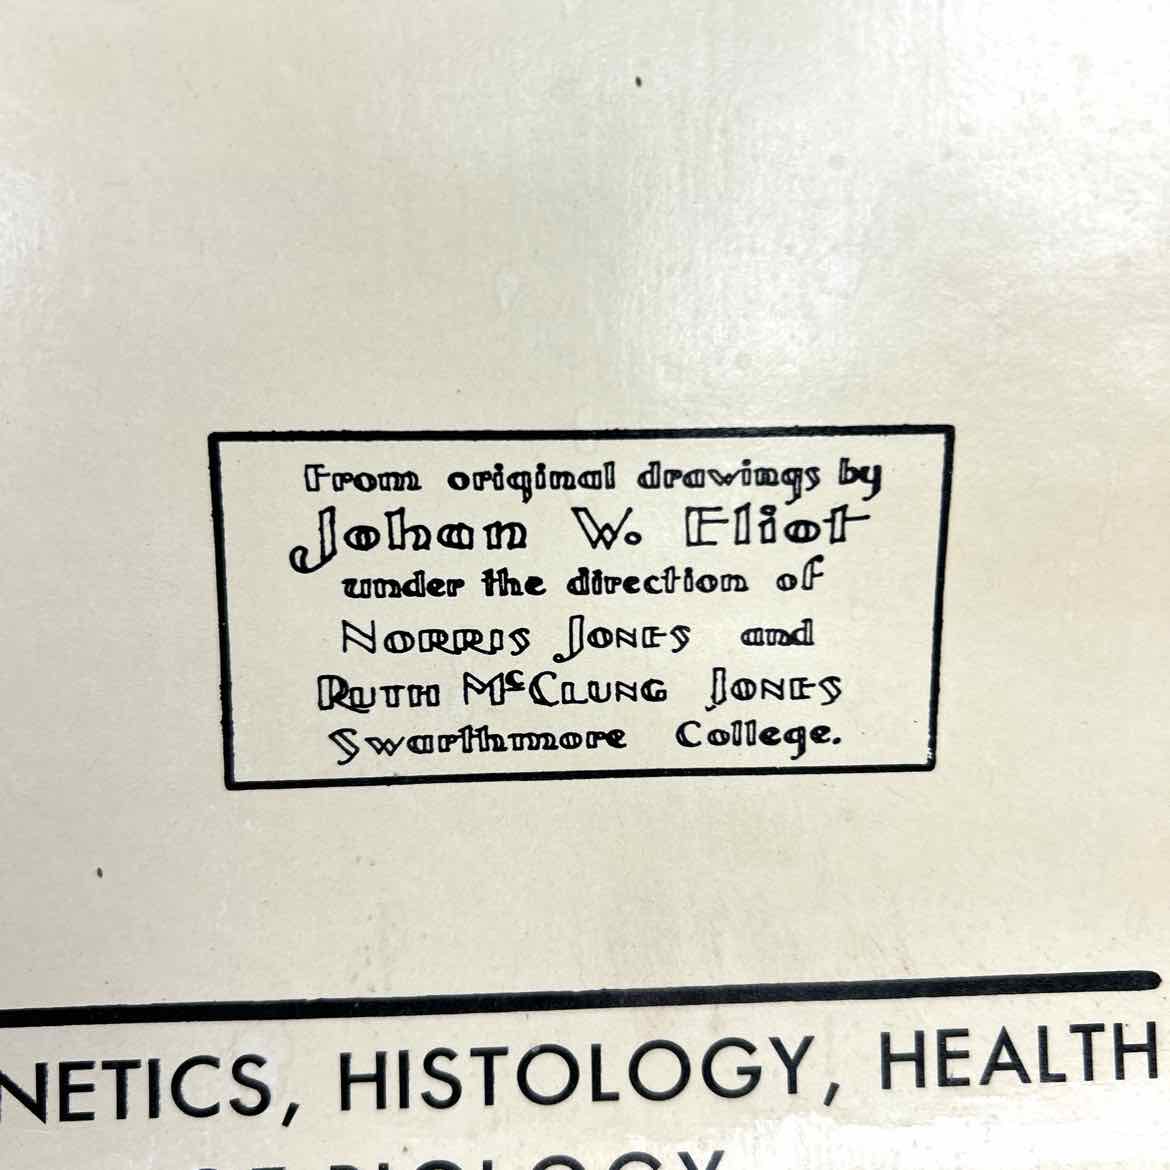 From original drawings by
Johan W. Eliot
under the direction of
NORRIS JONES and
RUTH McCLUNG JONES
Swarthmore College.
NETICS, HISTOLOGY, HEALTH
BIOLOGY